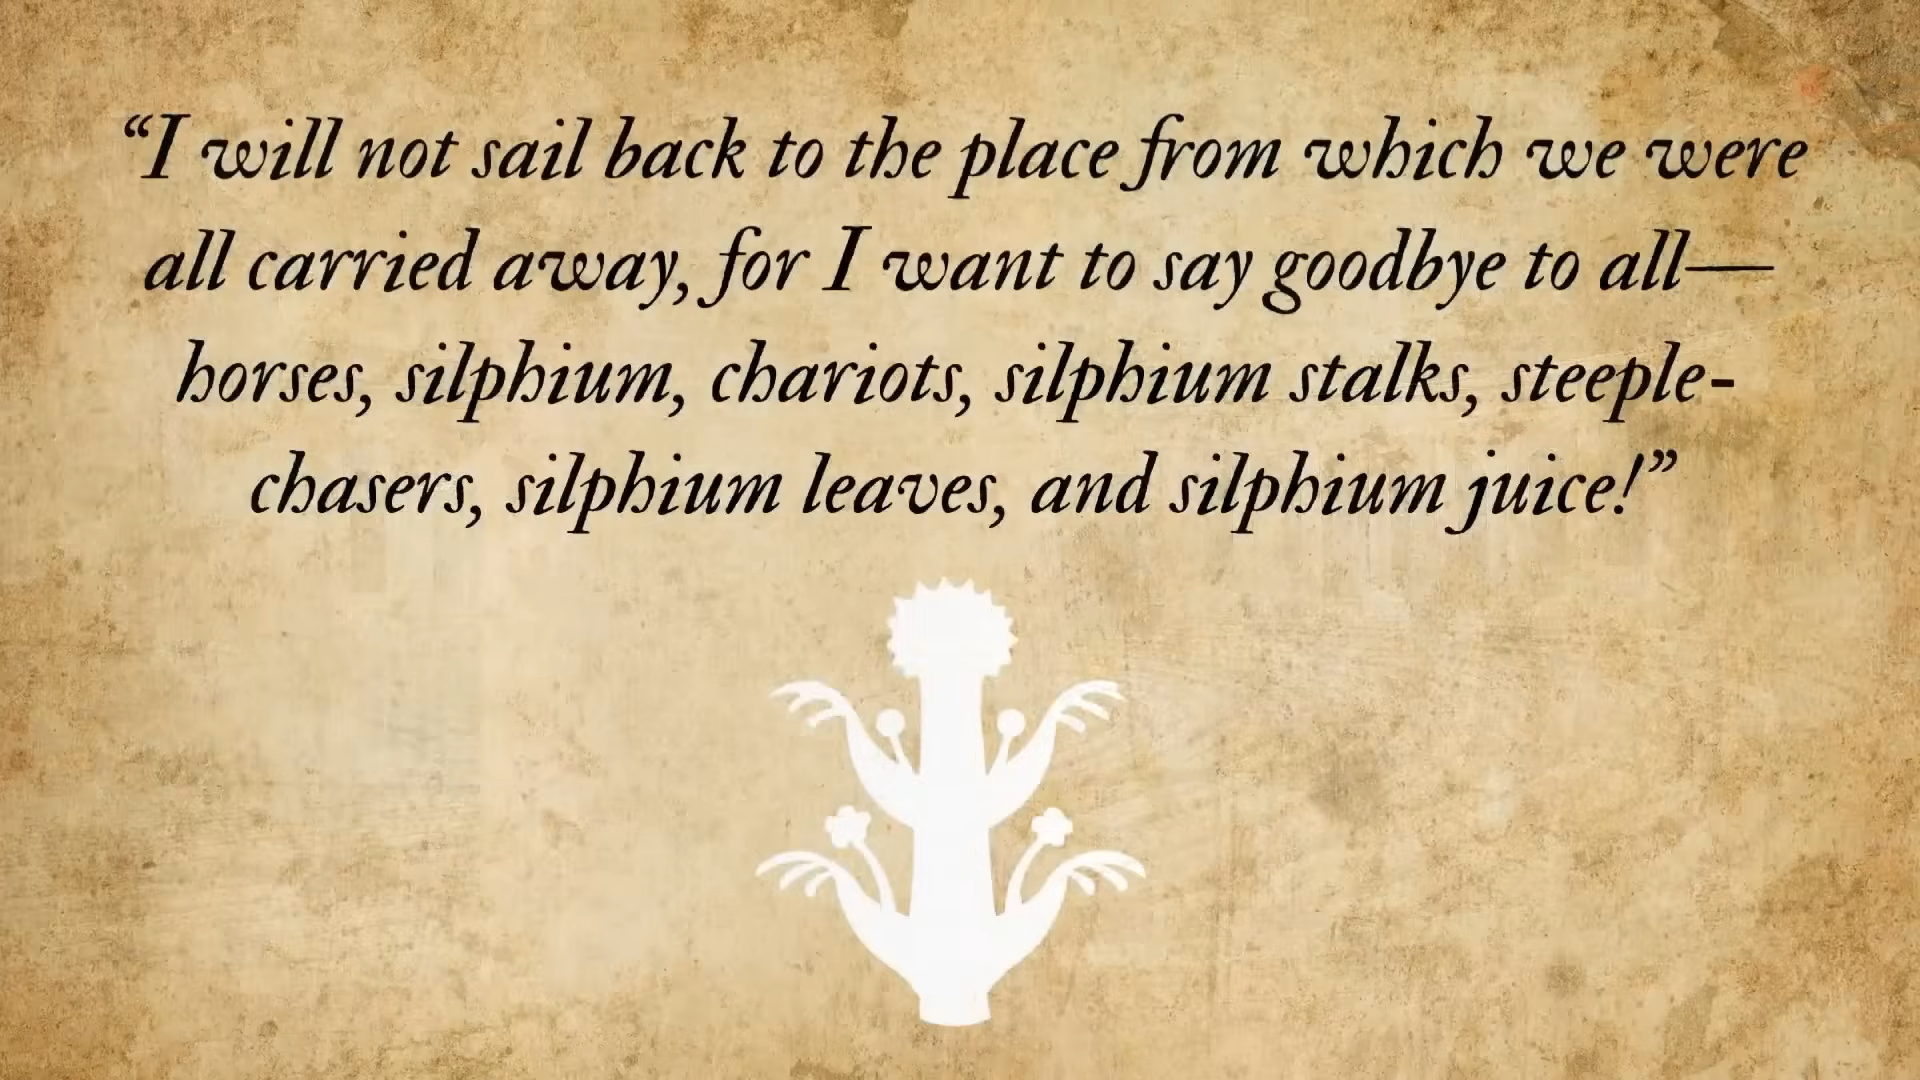 “I will not sail back to the place from which we were
all carried away, for I want to say goodbye to all—
horses, silphium, chariots, silphium stalks, steeple-
chasers, silphium leaves, and silphium juice!”